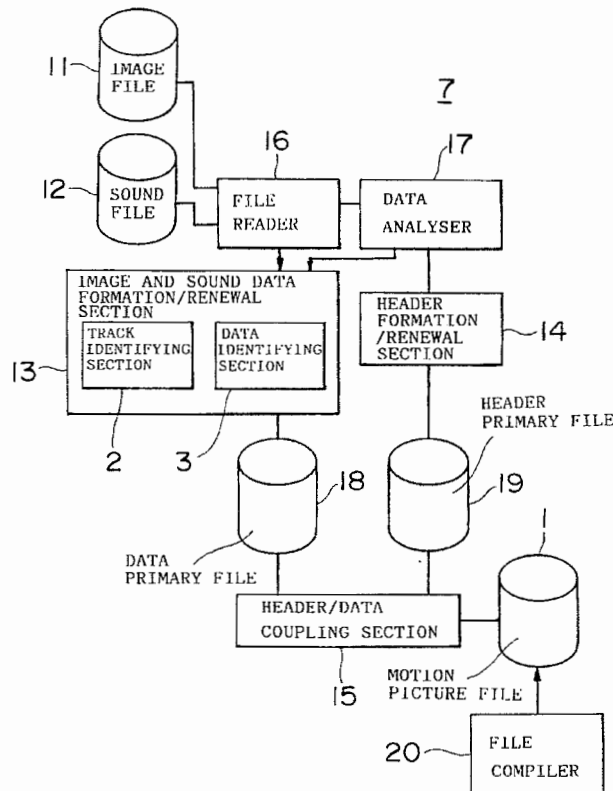 11
IMAGE
FILE
7
12
SOUND
FILE
16
17
FILE
READER
DATA
ANALYSER
IMAGE AND SOUND DATA
FORMATION/RENEWAL
SECTION
TRACK
IDENTIFYING
SECTION
DATA
IDENTIFYING
SECTION
13
2
3
HEADER
FORMATION
/RENEWAL
SECTION
14
HEADER
PRIMARY FILE
18
19
DATA
PRIMARY FILE
1
HEADER/DATA
COUPLING SECTION
15
MOTION
PICTURE FILE
20
FILE
COMPILER